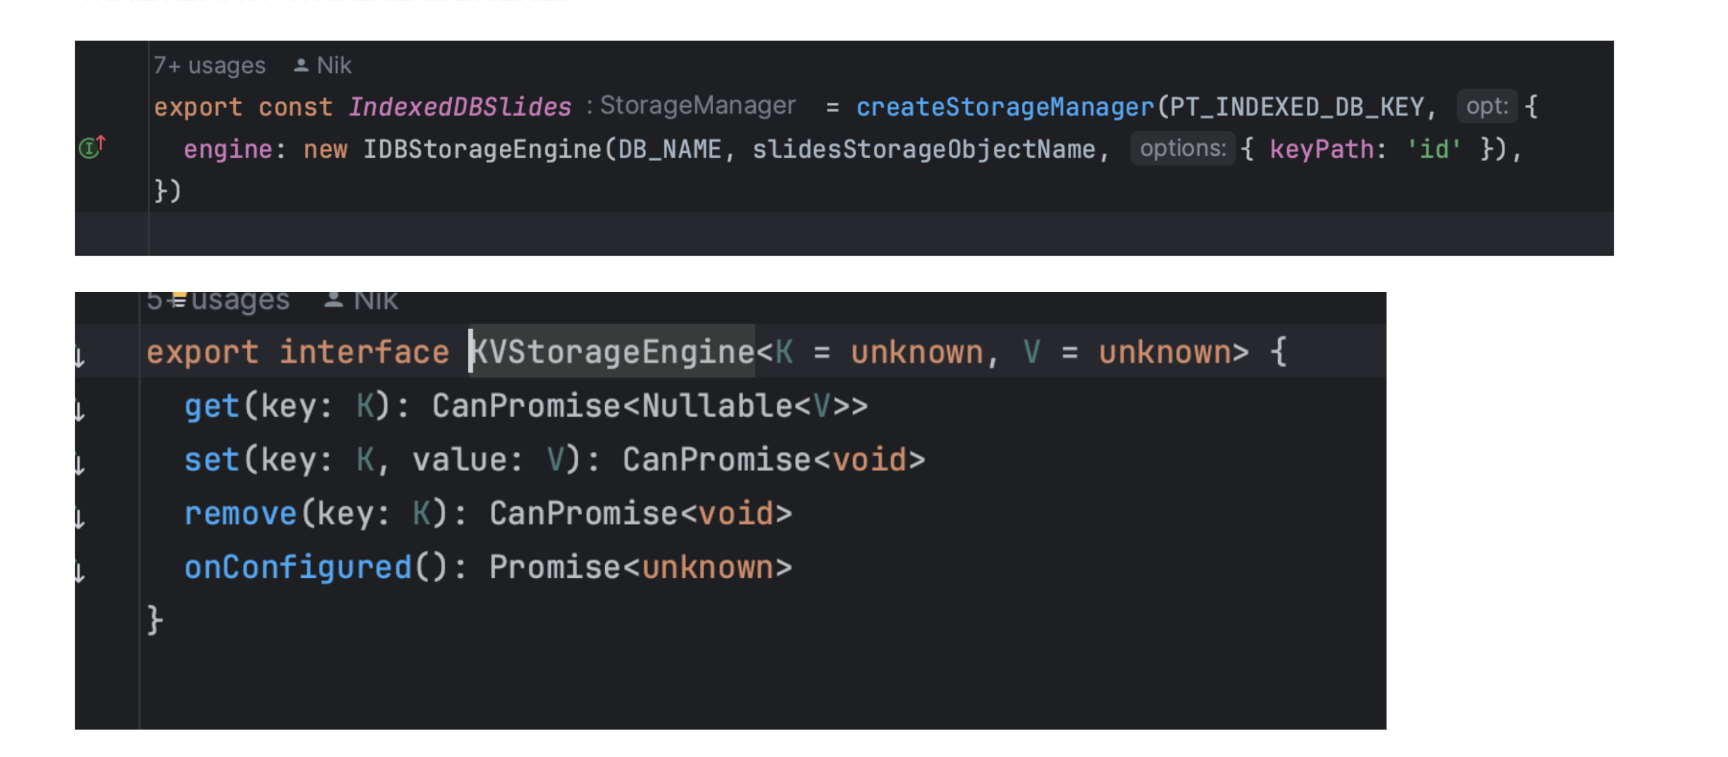 7+ usages Nik
export const IndexedDBSlides : StorageManager = createStorageManager(PT_INDEXED_DB_KEY, opt: {
engine: new IDBStorageEngine(DB_NAME, slidesStorageObjectName, options: { keyPath: 'id' }),
})
5+ usages Nik
export interface KVStorageEngine<K = unknown, V = unknown> {
get(key: K): CanPromise<Nullable<V>>
set(key: K, value: V): CanPromise<void>
remove(key: K): CanPromise<void>
onConfigured(): Promise<unknown>
}